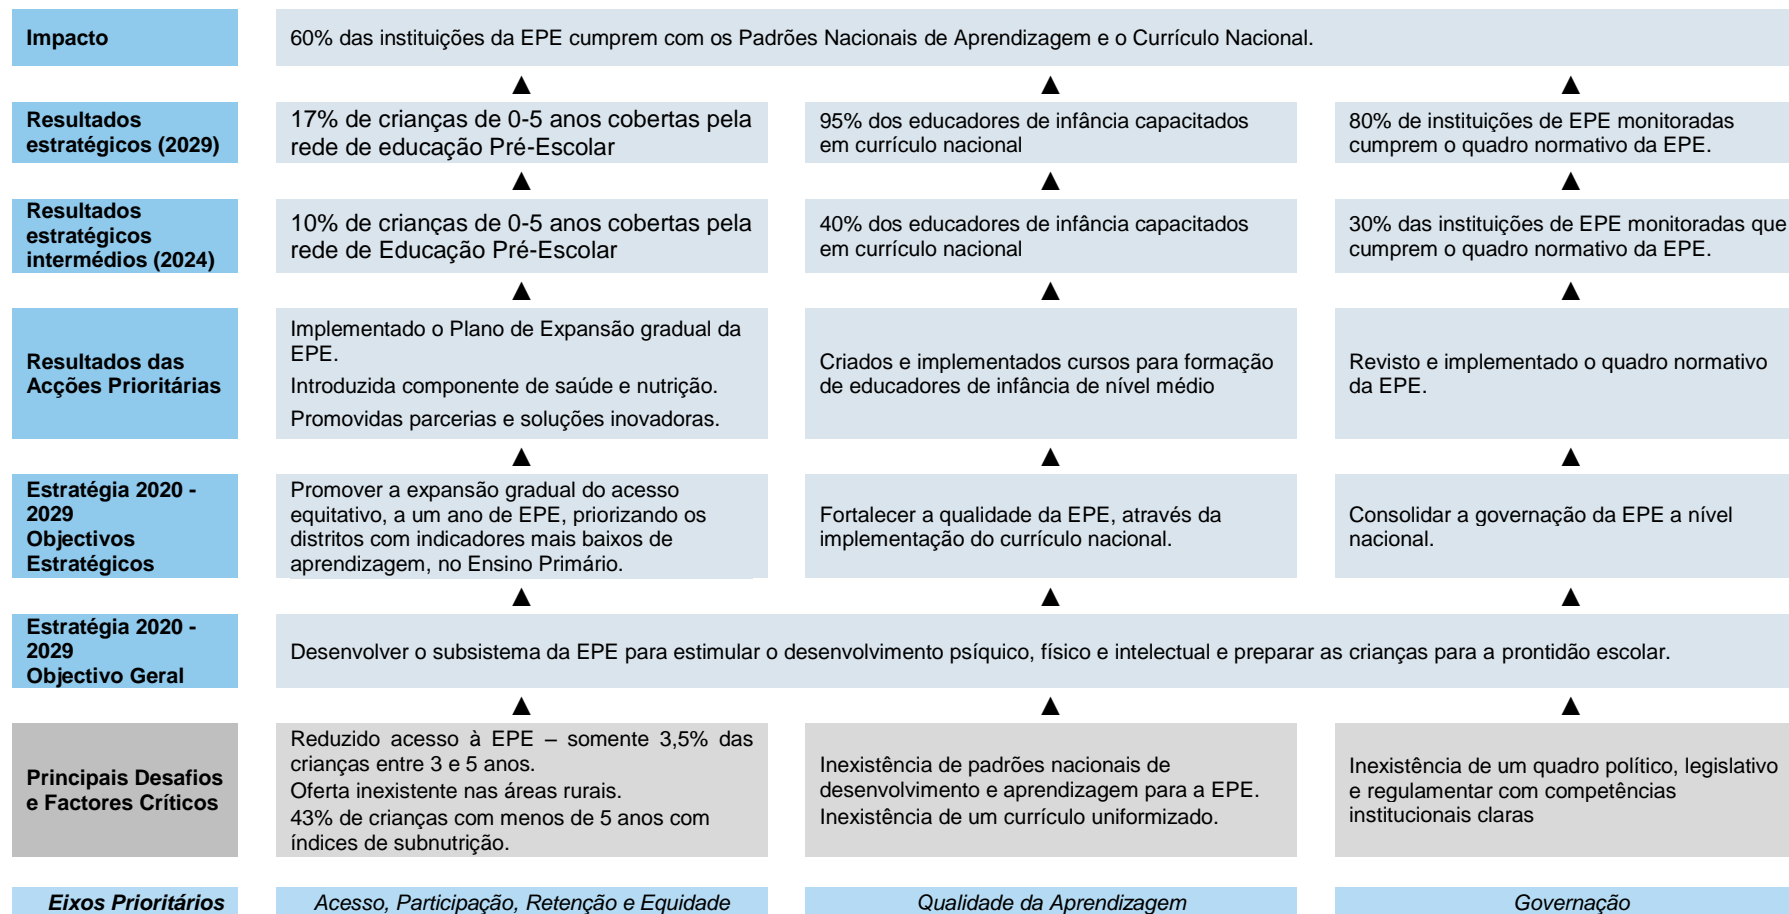 Impacto
60% das instituições da EPE cumprem com os Padrões Nacionais de Aprendizagem e o Currículo Nacional.
Resultados
estratégicos (2029)
17% de crianças de 0-5 anos cobertas pela
rede de educação Pré-Escolar
95% dos educadores de infância capacitados
em currículo nacional
80% de instituições de EPE monitoradas
cumprem o quadro normativo da EPE.
Resultados
estratégicos
intermédios (2024)
10% de crianças de 0-5 anos cobertas pela
rede de Educação Pré-Escolar
40% dos educadores de infância capacitados
em currículo nacional
30% das instituições de EPE monitoradas que
cumprem o quadro normativo da EPE.
Resultados das
Acções Prioritárias
Implementado o Plano de Expansão gradual da
EPE.
Introduzida componente de saúde e nutrição.
Promovidas parcerias e soluções inovadoras.
Criados e implementados cursos para formação
de educadores de infância de nível médio
Revisto e implementado o quadro normativo
da EPE.
Estratégia 2020 -
2029
Objectivos
Estratégicos
Promover a expansão gradual do acesso
equitativo, a um ano de EPE, priorizando os
distritos com indicadores mais baixos de
aprendizagem, no Ensino Primário.
Fortalecer a qualidade da EPE, através da
implementação do currículo nacional.
Consolidar a governação da EPE a nível
nacional.
Estratégia 2020 -
2029
Objectivo Geral
Desenvolver o subsistema da EPE para estimular o desenvolvimento psíquico, físico e intelectual e preparar as crianças para a prontidão escolar.
Principais Desafios
e Factores Críticos
Reduzido acesso à EPE – somente 3,5% das
crianças entre 3 e 5 anos.
Oferta inexistente nas áreas rurais.
43% de crianças com menos de 5 anos com
índices de subnutrição.
Inexistência de padrões nacionais de
desenvolvimento e aprendizagem para a EPE.
Inexistência de um currículo uniformizado.
Inexistência de um quadro político, legislativo
e regulamentar com competências
institucionais claras
Eixos Prioritários
Acesso, Participação, Retenção e Equidade
Qualidade da Aprendizagem
Governação